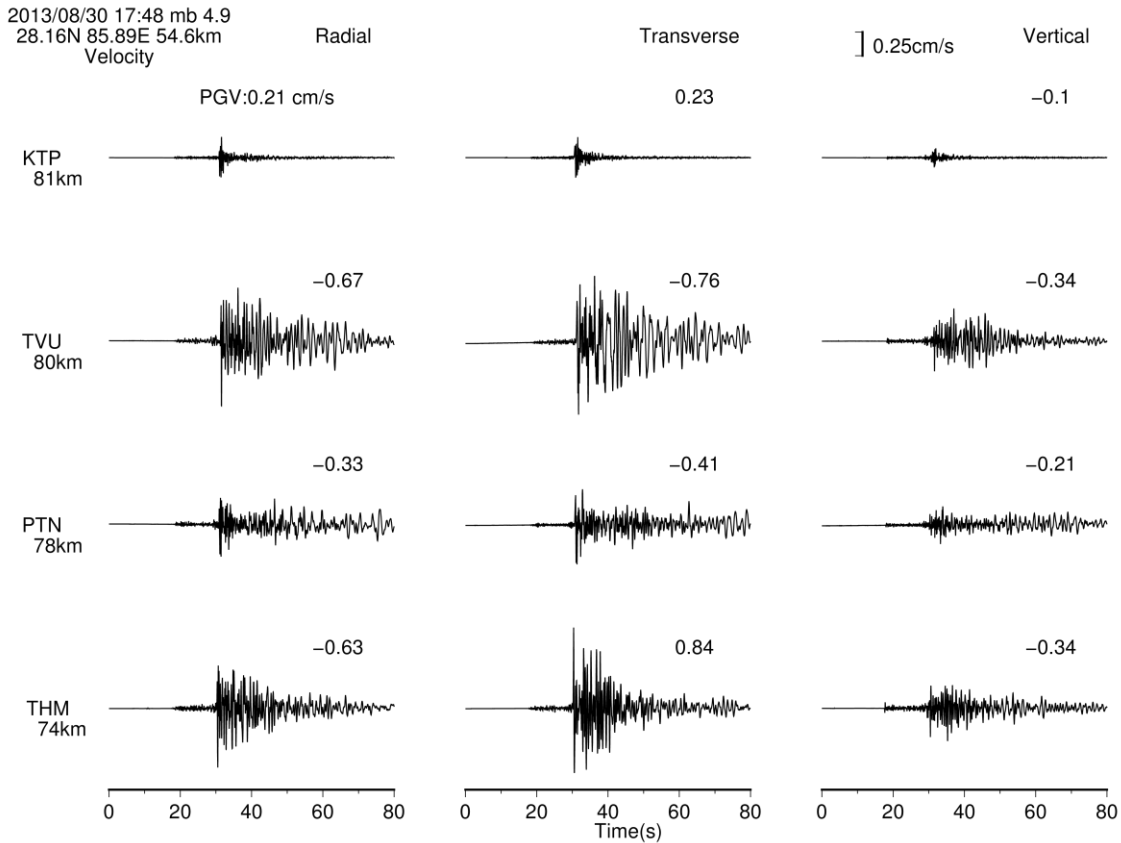 2013/08/30 17:48 mb 4.9
28.16N 85.89E 54.6km
Velocity
Radial
Transverse
0.25cm/s
Vertical
PGV:0.21 cm/s
0.23
−0.1
KTP
81km
−0.67
−0.76
−0.34
TVU
80km
−0.33
−0.41
−0.21
PTN
78km
−0.63
0.84
−0.34
THM
74km
0 20 40 60 80
0 20 40 60 80
0 20 40 60 80
Time(s)